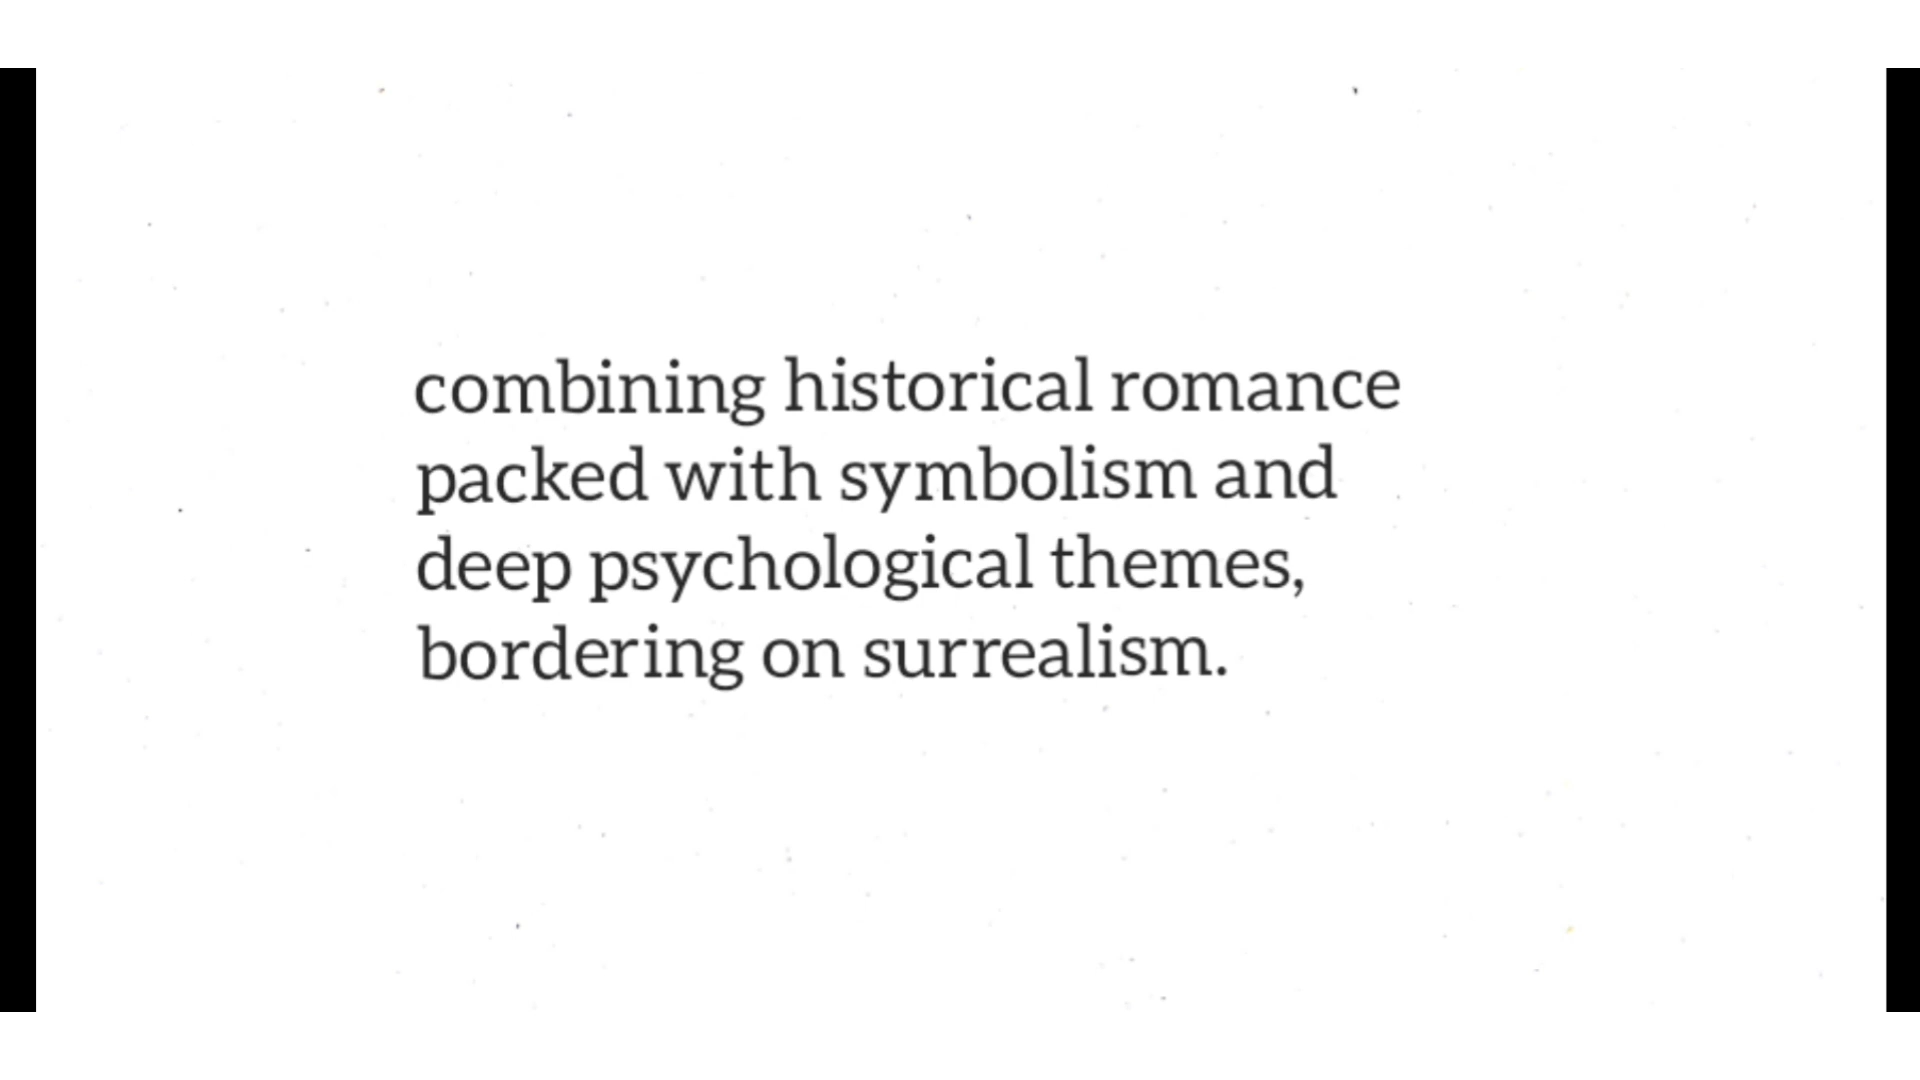 combining historical romance
packed with symbolism and
deep psychological themes,
bordering on surrealism.